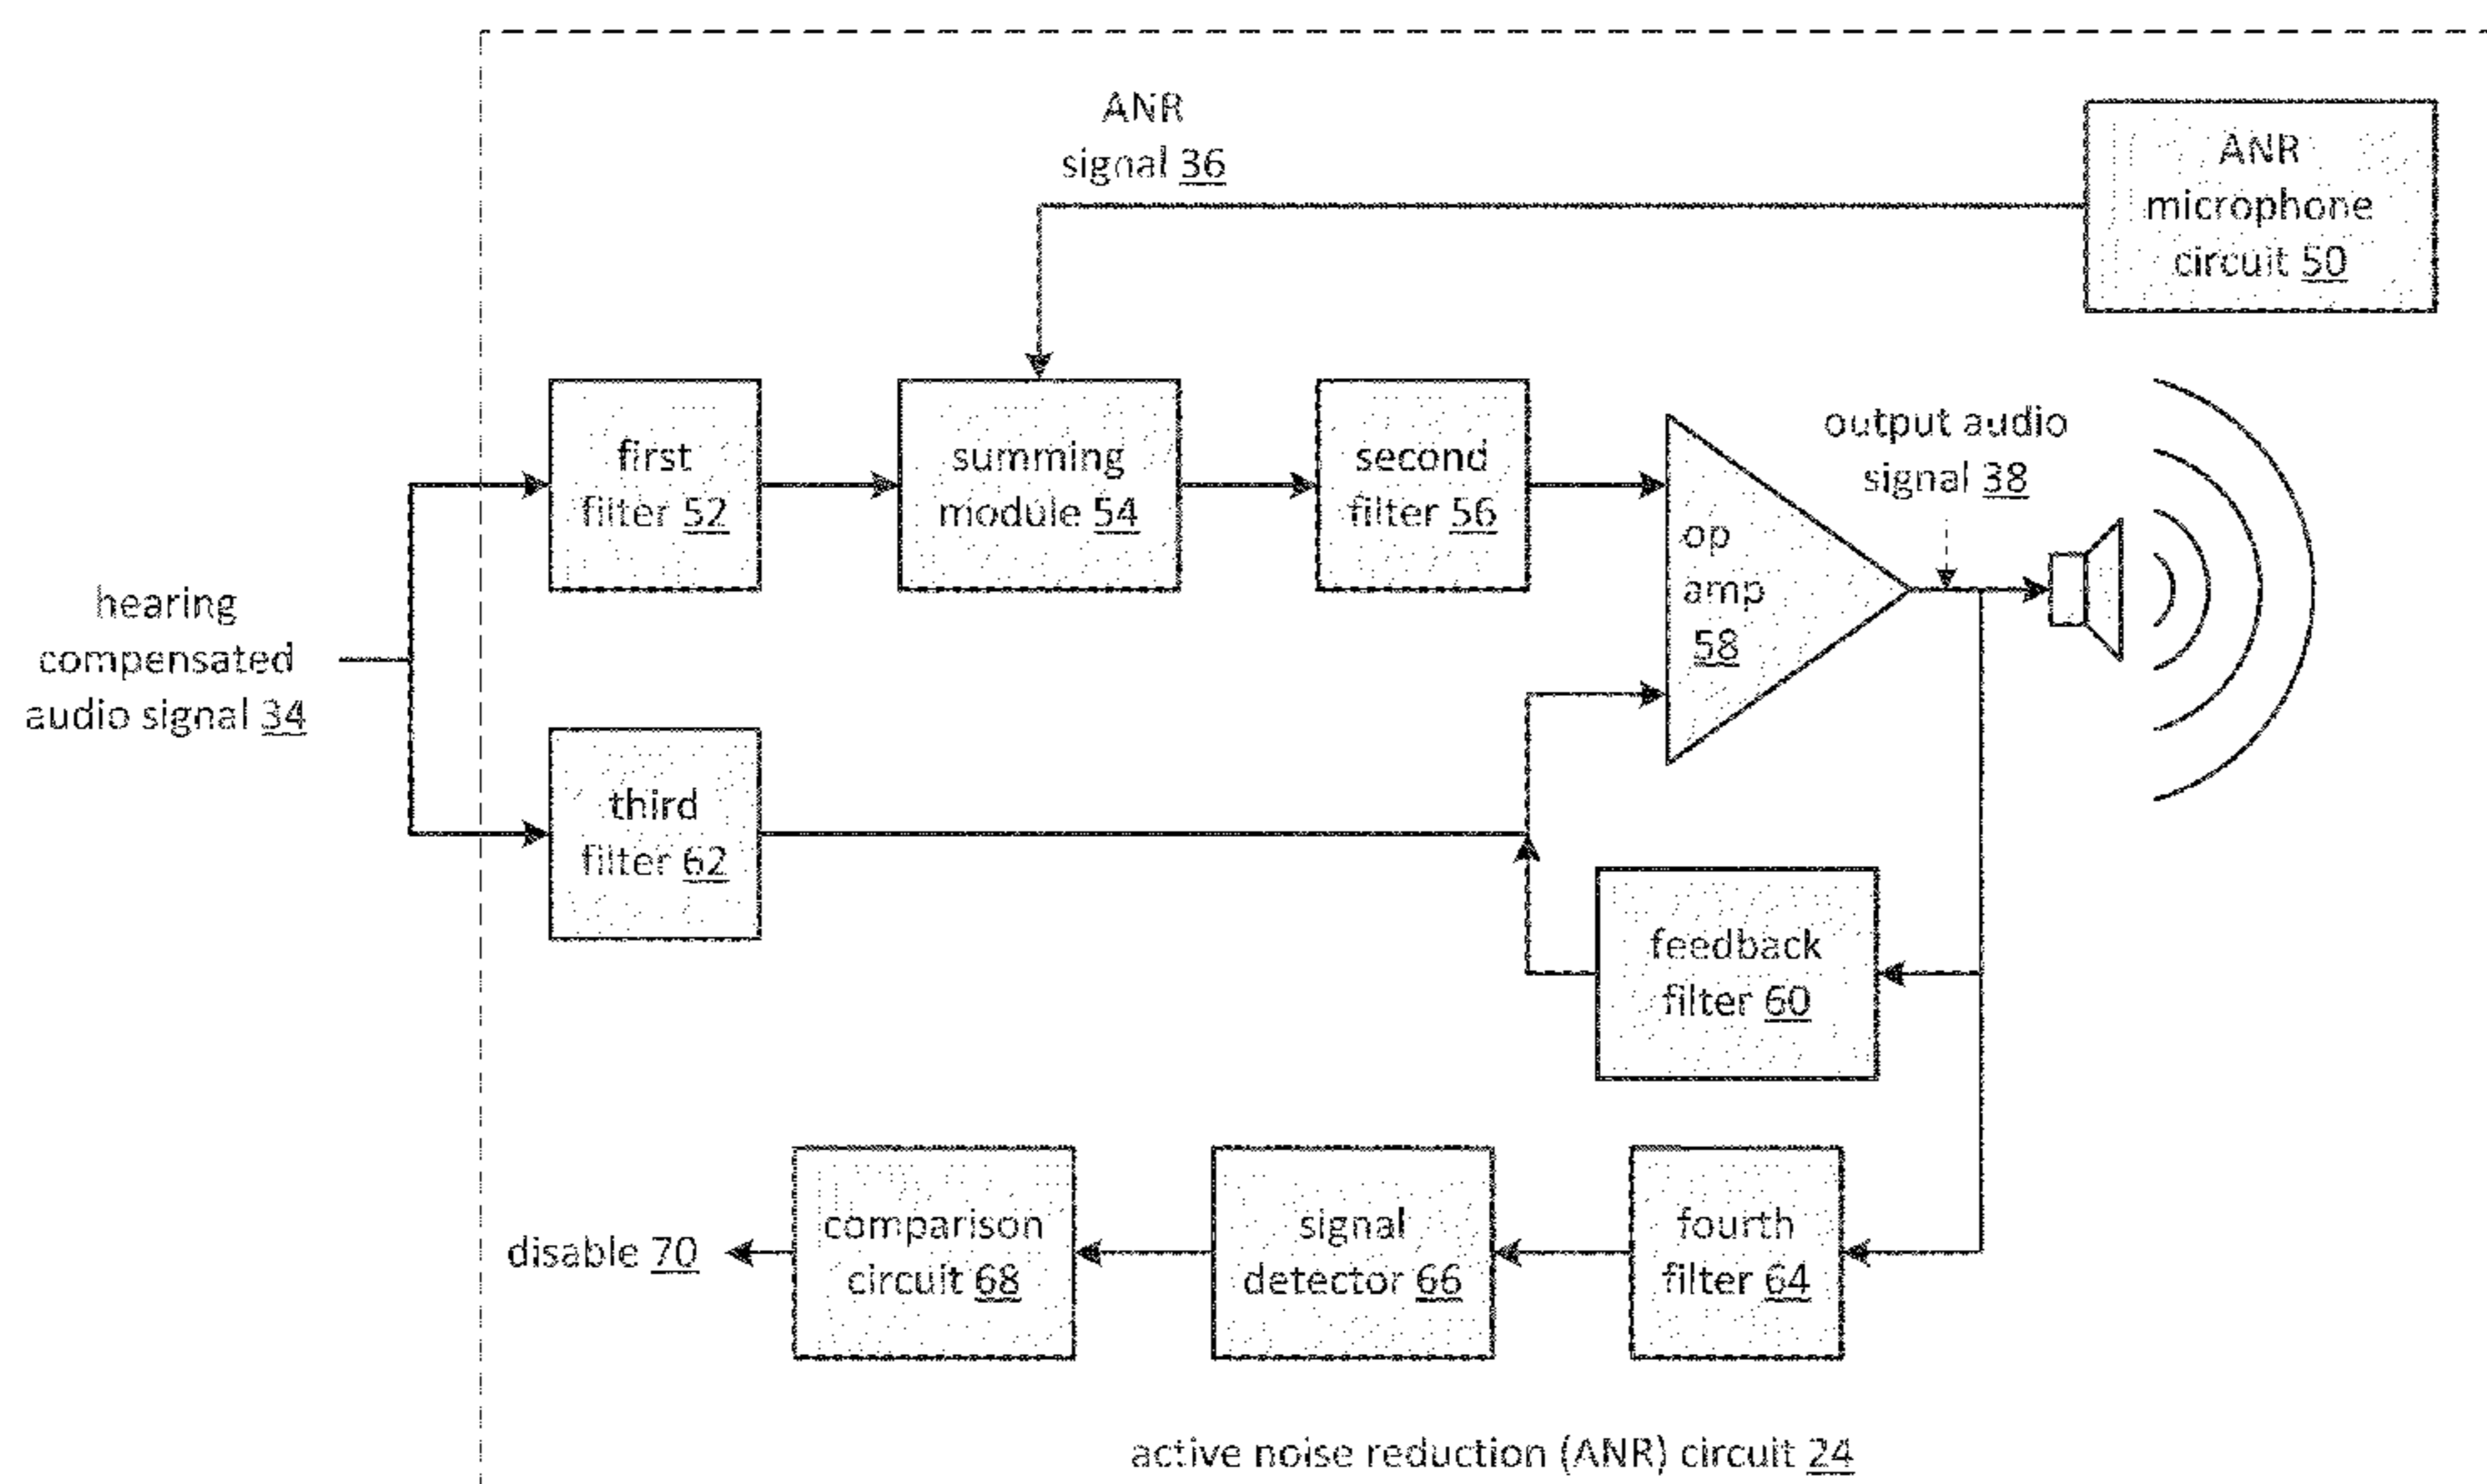 ANR
signal 36
ANR
microphone
circuit 50
first
filter 52
summing
module 54
second
filter 56
op
amp
58
output audio
signal 38
hearing
compensated
audio signal 34
third
filter 62
feedback
filter 60
disable 70
comparison
circuit 68
signal
detector 66
fourth
filter 64
active noise reduction (ANR) circuit 24